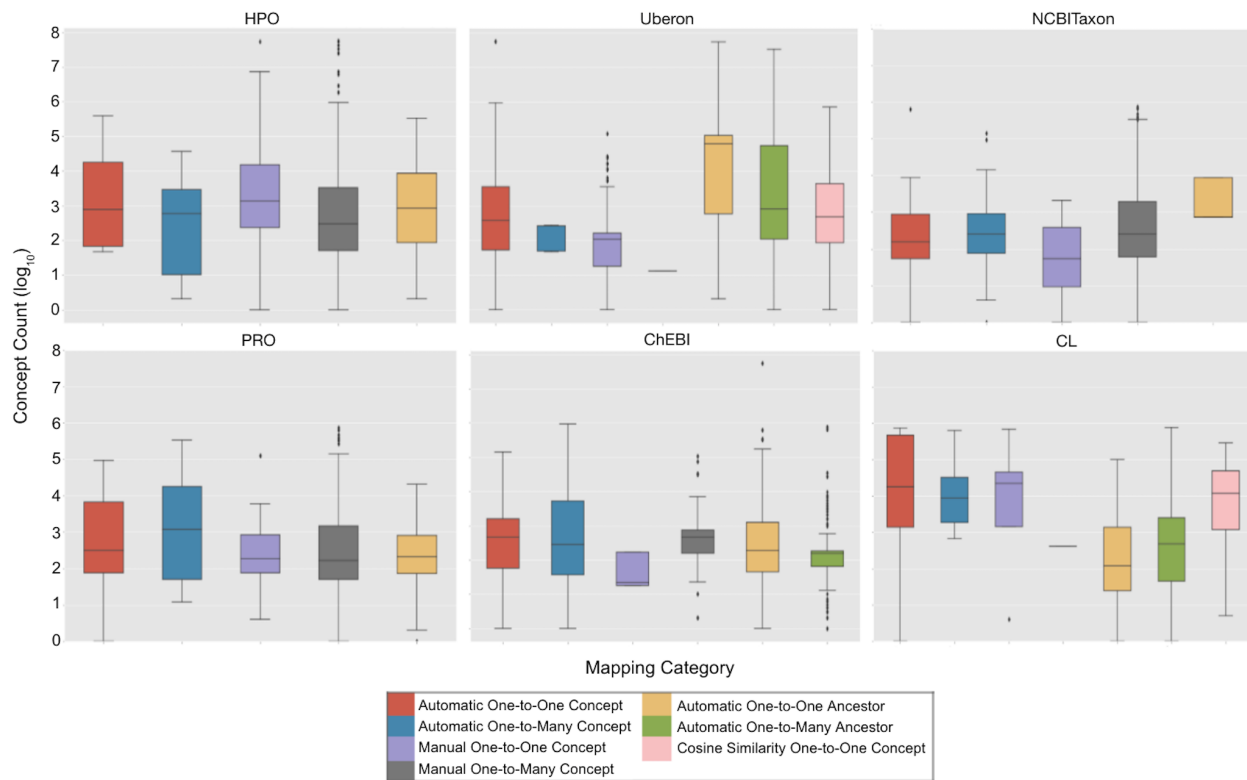 HPO
Uberon
NCBITaxon
8
7
6
5
4
3
2
1
0
PRO
ChEBI
CL
8
7
6
5
4
3
2
1
0
Concept Count (log10)
Mapping Category
Automatic One-to-One Concept
Automatic One-to-Many Concept
Manual One-to-One Concept
Manual One-to-Many Concept
Automatic One-to-One Ancestor
Automatic One-to-Many Ancestor
Cosine Similarity One-to-One Concept